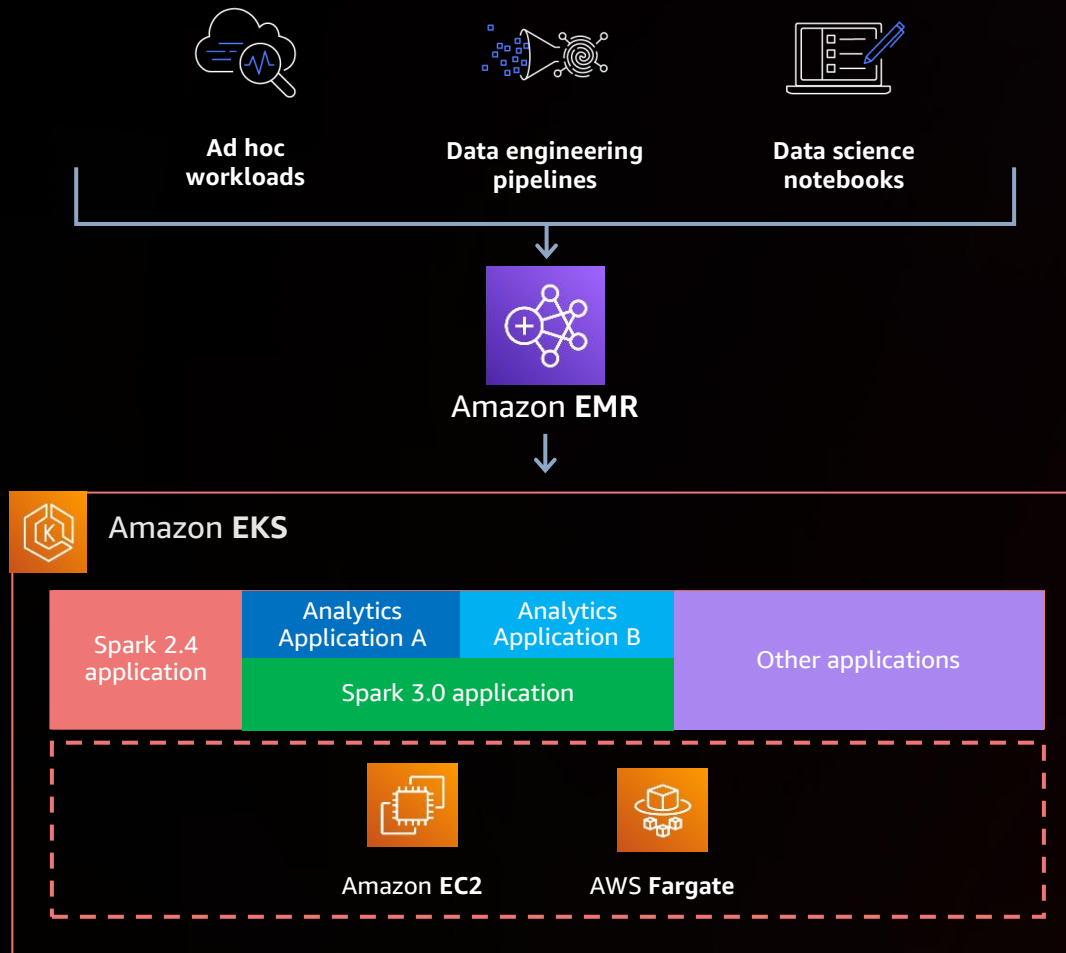 Ad hoc
workloads
Data engineering
pipelines
Data science
notebooks
Amazon EMR
Amazon EKS
Spark 2.4
application
Analytics
Application A
Analytics
Application B
Spark 3.0 application
Other applications
Amazon EC2
AWS Fargate